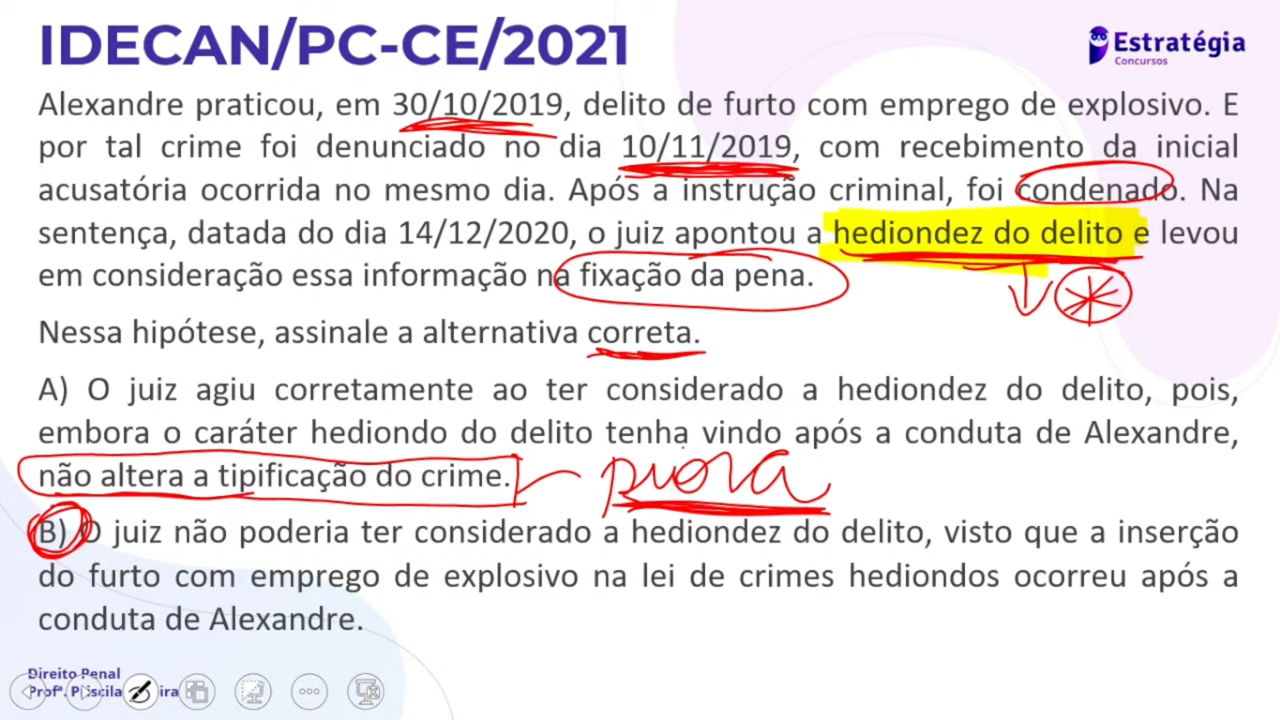 IDECAN/PC-CE/2021
Estratégia
Concursos
Alexandre praticou, em 30/10/2019, delito de furto com emprego de explosivo. E
por tal crime foi denunciado no dia 10/11/2019, com recebimento da inicial
acusatória ocorrida no mesmo dia. Após a instrução criminal, foi condenado. Na
sentença, datada do dia 14/12/2020, o juiz apontou a hediondez do delito e levou
em consideração essa informação na fixação da pena.
Nessa hipótese, assinale a alternativa correta.
A) O juiz agiu corretamente ao ter considerado a hediondez do delito, pois,
embora o caráter hediondo do delito tenha vindo após a conduta de Alexandre,
não altera a tipificação do crime.
B) O juiz não poderia ter considerado a hediondez do delito, visto que a inserção
do furto com emprego de explosivo na lei de crimes hediondos ocorreu após a
conduta de Alexandre.
Direito Penal
Profª.